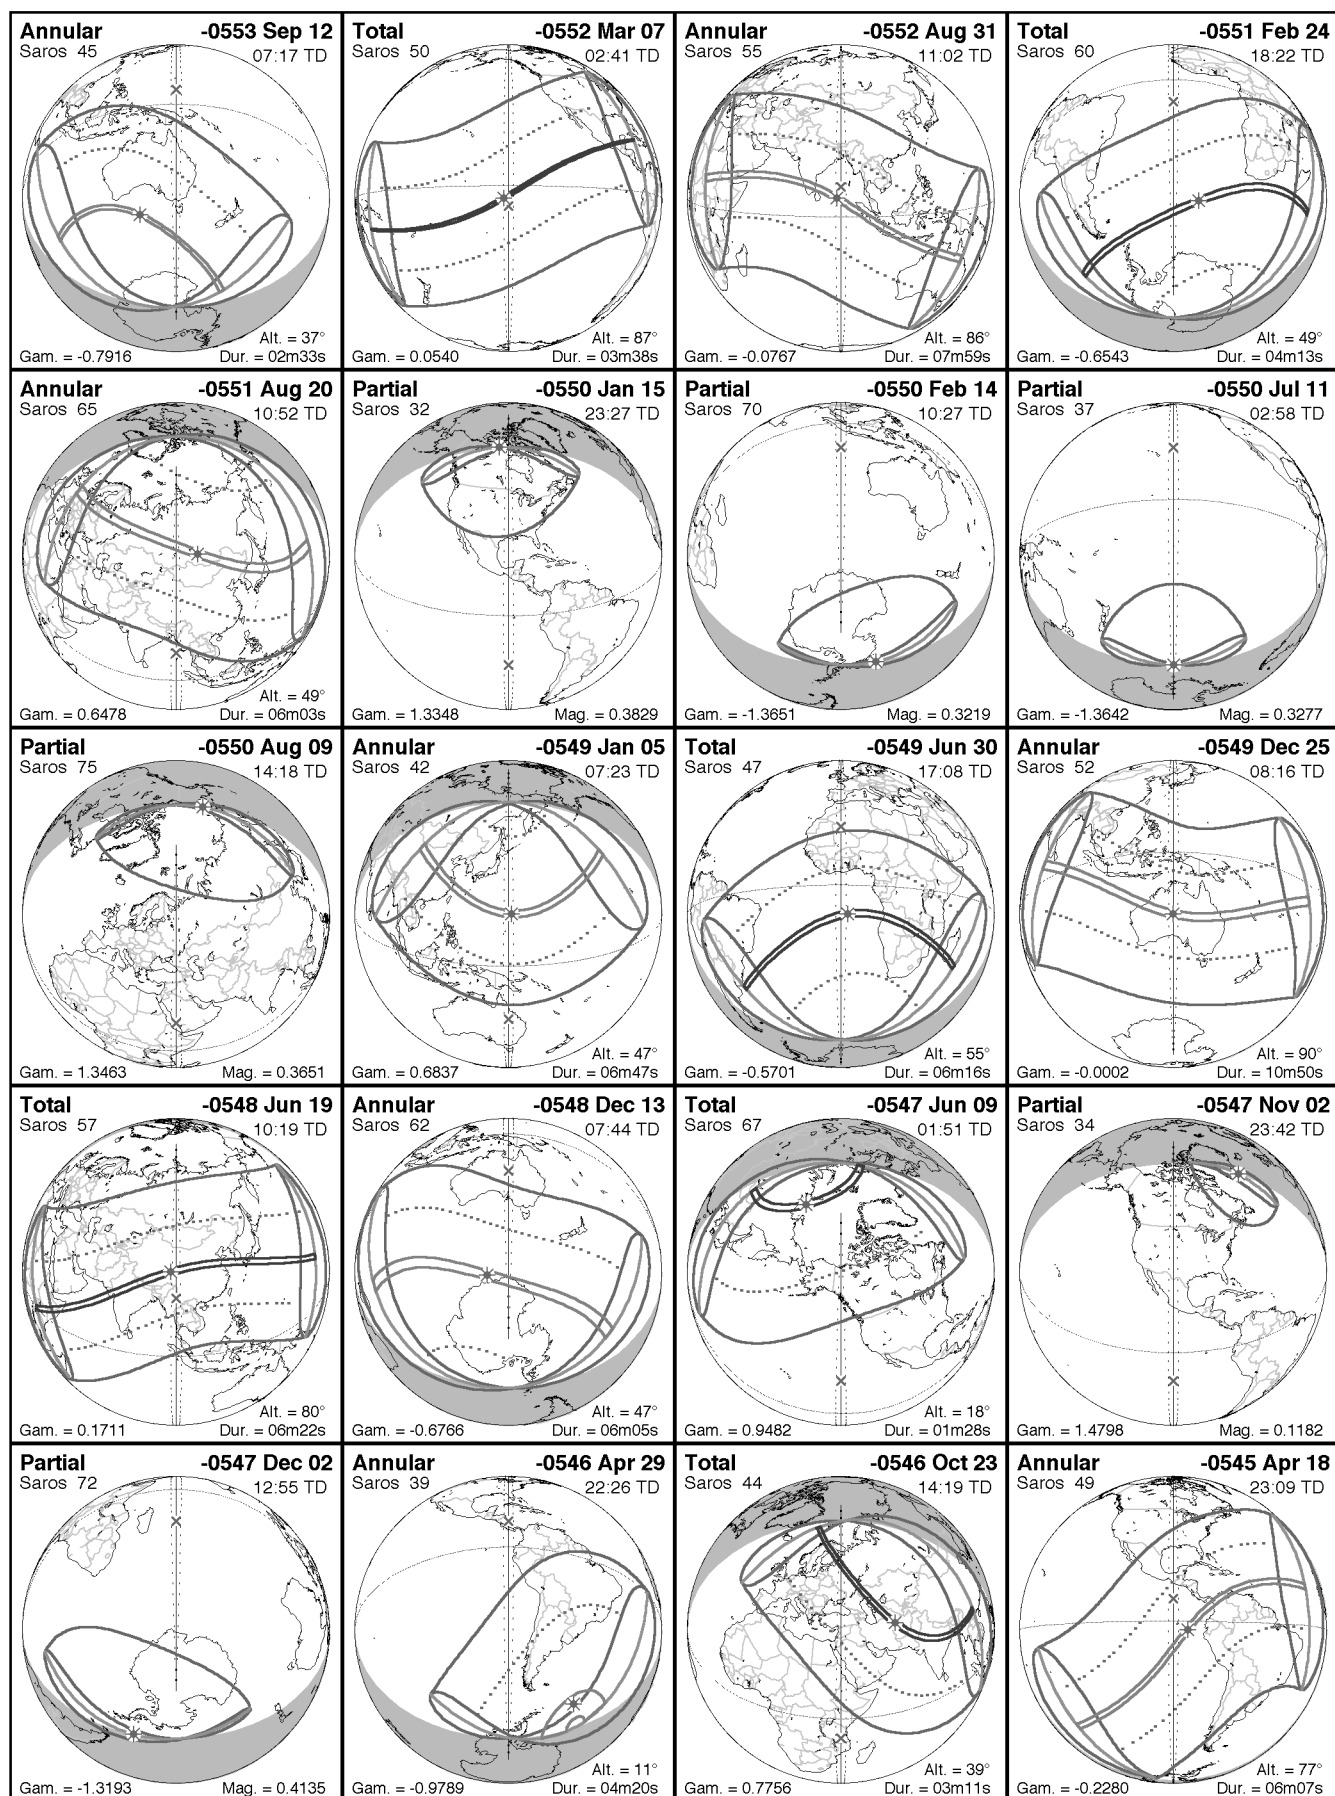 Annular -0553 Sep 12
Saros 45 07:17 TD
Alt. = 37°
Gam. = -0.7916 Dur. = 02m33s
Total -0552 Mar 07
Saros 50 02:41 TD
Alt. = 87°
Gam. = 0.0540 Dur. = 03m38s
Annular -0552 Aug 31
Saros 55 11:02 TD
Alt. = 86°
Gam. = -0.0767 Dur. = 07m59s
Total -0551 Feb 24
Saros 60 18:22 TD
Alt. = 49°
Gam. = -0.6543 Dur. = 04m13s
Annular -0551 Aug 20
Saros 65 10:52 TD
Alt. = 49°
Gam. = 0.6478 Dur. = 06m03s
Partial -0550 Jan 15
Saros 32 23:27 TD
Gam. = 1.3348 Mag. = 0.3829
Partial -0550 Feb 14
Saros 70 10:27 TD
Gam. = -1.3651 Mag. = 0.3219
Partial -0550 Jul 11
Saros 37 02:58 TD
Gam. = -1.3642 Mag. = 0.3277
Partial -0550 Aug 09
Saros 75 14:18 TD
Gam. = 1.3463 Mag. = 0.3651
Annular -0549 Jan 05
Saros 42 07:23 TD
Alt. = 47°
Gam. = 0.6837 Dur. = 06m47s
Total -0549 Jun 30
Saros 47 17:08 TD
Alt. = 55°
Gam. = -0.5701 Dur. = 06m16s
Annular -0549 Dec 25
Saros 52 08:16 TD
Alt. = 90°
Gam. = -0.0002 Dur. = 10m50s
Total -0548 Jun 19
Saros 57 10:19 TD
Alt. = 80°
Gam. = 0.1711 Dur. = 06m22s
Annular -0548 Dec 13
Saros 62 07:44 TD
Alt. = 47°
Gam. = -0.6766 Dur. = 06m05s
Total -0547 Jun 09
Saros 67 01:51 TD
Alt. = 18°
Gam. = 0.9482 Dur. = 01m28s
Partial -0547 Nov 02
Saros 34 23:42 TD
Gam. = 1.4798 Mag. = 0.1182
Partial -0547 Dec 02
Saros 72 12:55 TD
Gam. = -1.3193 Mag. = 0.4135
Annular -0546 Apr 29
Saros 39 22:26 TD
Alt. = 11°
Gam. = -0.9789 Dur. = 04m20s
Total -0546 Oct 23
Saros 44 14:19 TD
Alt. = 39°
Gam. = 0.7756 Dur. = 03m11s
Annular -0545 Apr 18
Saros 49 23:09 TD
Alt. = 77°
Gam. = -0.2280 Dur. = 06m07s